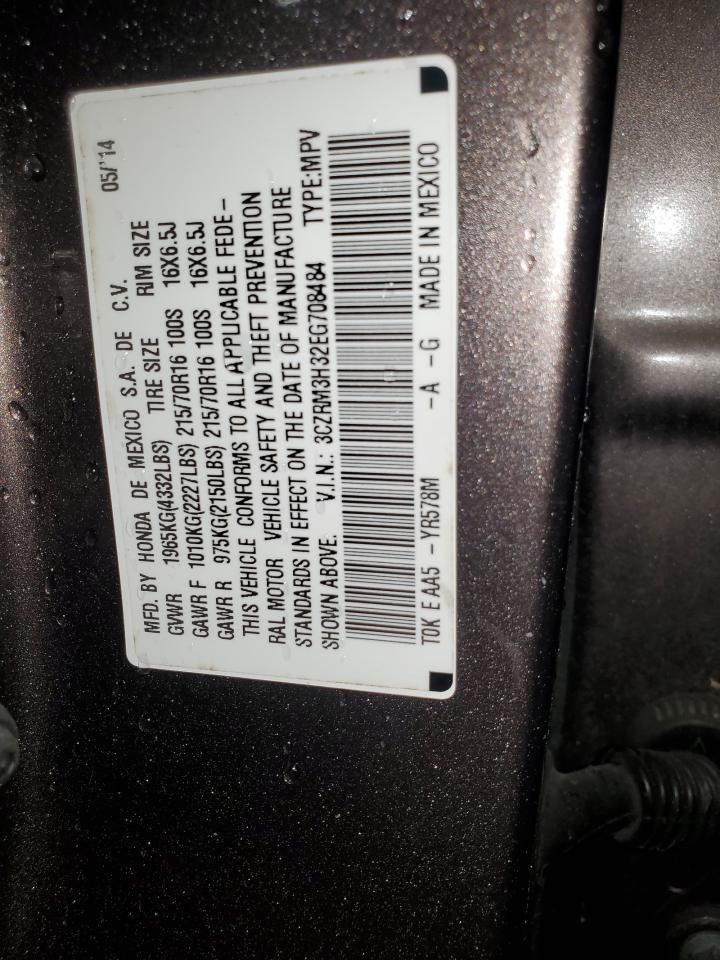 MFD. BY HONDA DE MEXICO S.A. DE C.V. 05/'14
GVWR 1965KG(4332LBS) TIRE SIZE RIM SIZE
GAWR F 1010KG(2227LBS) 215/70R16 100S 16X6.5J
GAWR R 975KG(2150LBS) 215/70R16 100S 16X6.5J
THIS VEHICLE CONFORMS TO ALL APPLICABLE FEDE-
RAL MOTOR VEHICLE SAFETY AND THEFT PREVENTION
STANDARDS IN EFFECT ON THE DATE OF MANUFACTURE
SHOWN ABOVE. V.I.N.: 3CZRM3H32EG708484 TYPE:MPV
T0K E AA5 -YR578M -A -G MADE IN MEXICO